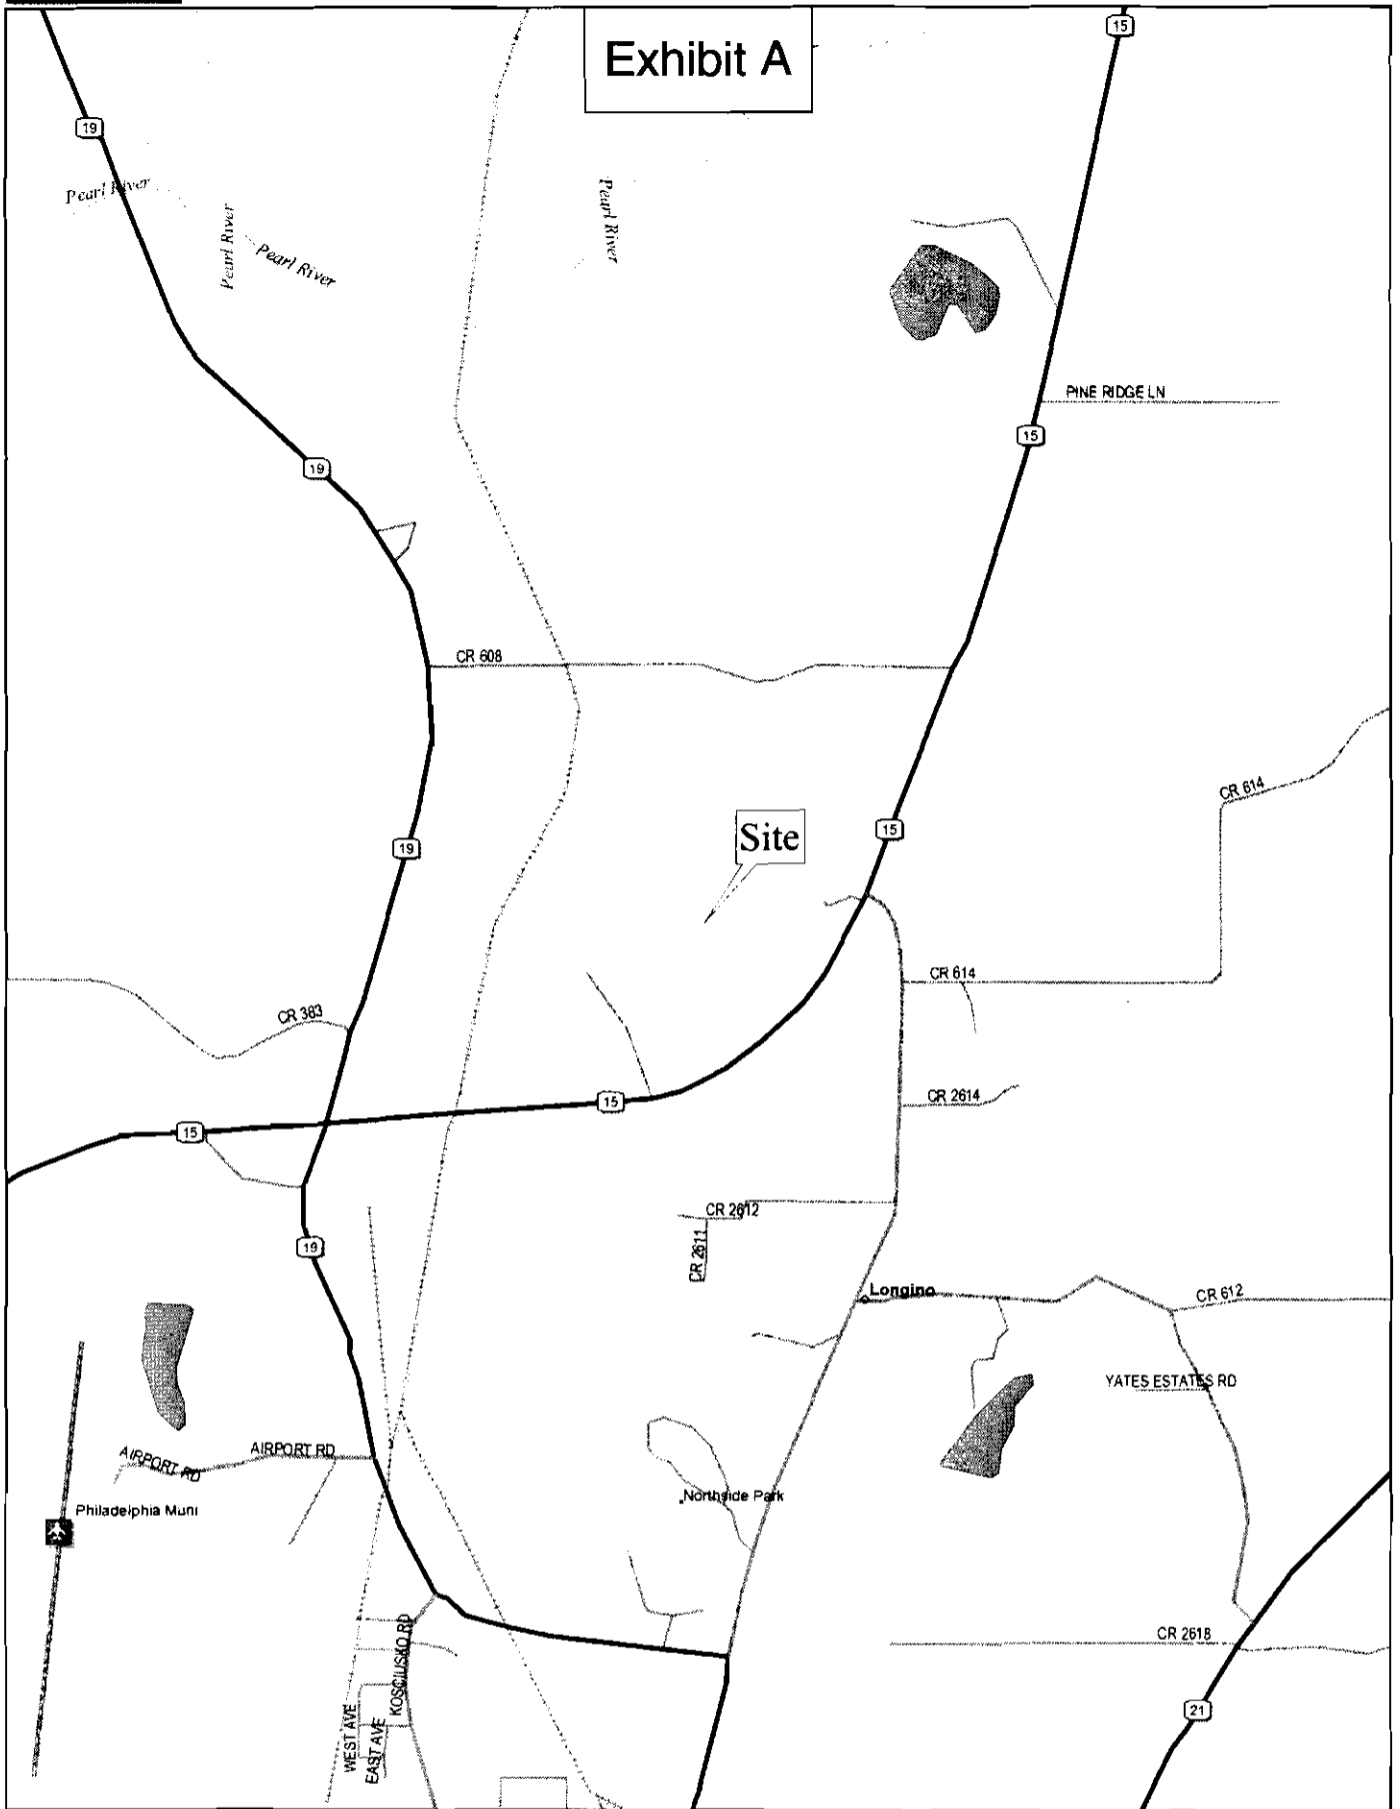 15
Exhibit A
19
Pearl River
Pearl River
Pearl River
Pearl River
PINE RIDGE LN
15
19
CR 608
CR 614
Site
15
19
CR 614
CR 383
CR 2614
15
15
CR 2612
CR 2611
19
Longino
CR 612
YATES ESTATES RD
AIRPORT RD
AIRPORT RD
Northside Park
Philadelphia Muni
CR 2618
KOSCIUSKO RD
WEST AVE
EAST AVE
21